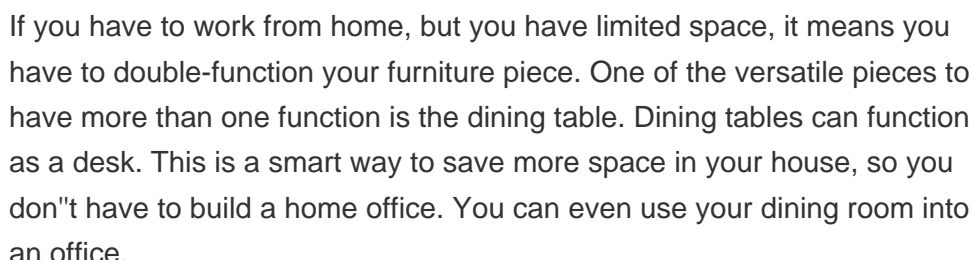 If you have to work from home, but you have limited space, it means you
have to double-function your furniture piece. One of the versatile pieces to
have more than one function is the dining table. Dining tables can function
as a desk. This is a smart way to save more space in your house, so you
don"t have to build a home office. You can even use your dining room into
an office.